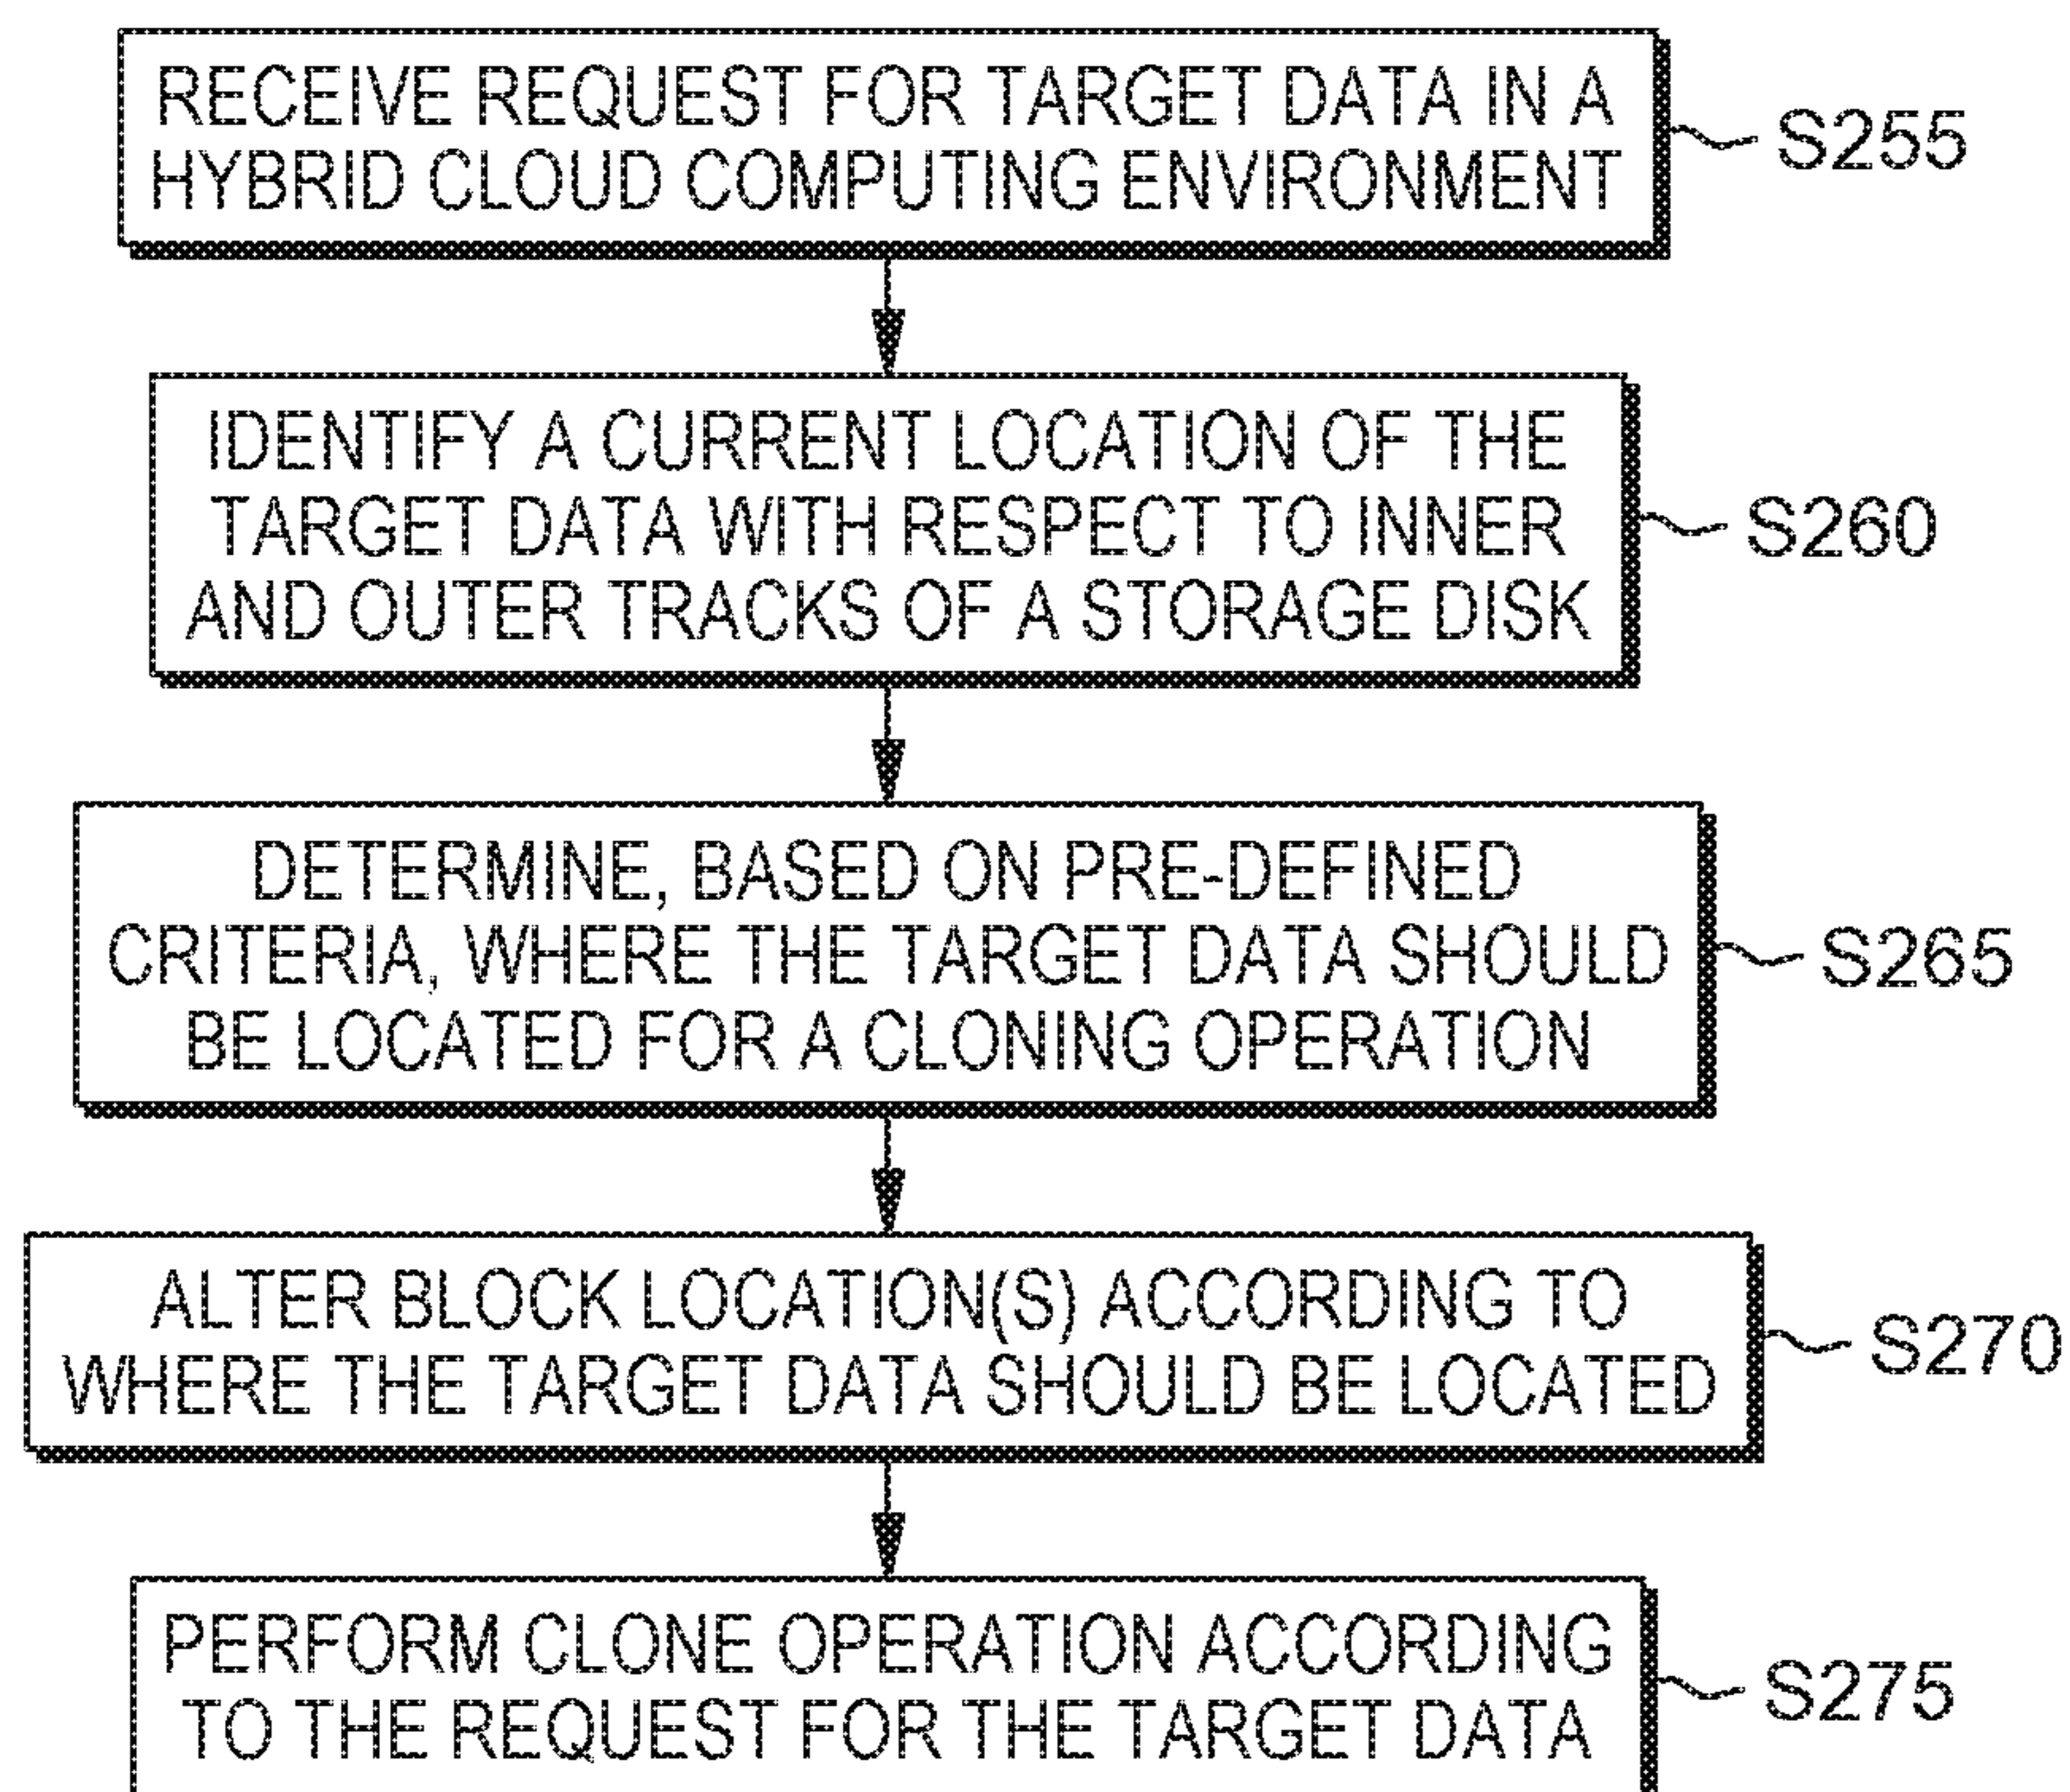 RECEIVE REQUEST FOR TARGET DATA IN A
HYBRID CLOUD COMPUTING ENVIRONMENT
S255
IDENTIFY A CURRENT LOCATION OF THE
TARGET DATA WITH RESPECT TO INNER
AND OUTER TRACKS OF A STORAGE DISK
S260
DETERMINE, BASED ON PRE-DEFINED
CRITERIA, WHERE THE TARGET DATA SHOULD
BE LOCATED FOR A CLONING OPERATION
S265
ALTER BLOCK LOCATION(S) ACCORDING TO
WHERE THE TARGET DATA SHOULD BE LOCATED
S270
PERFORM CLONE OPERATION ACCORDING
TO THE REQUEST FOR THE TARGET DATA
S275